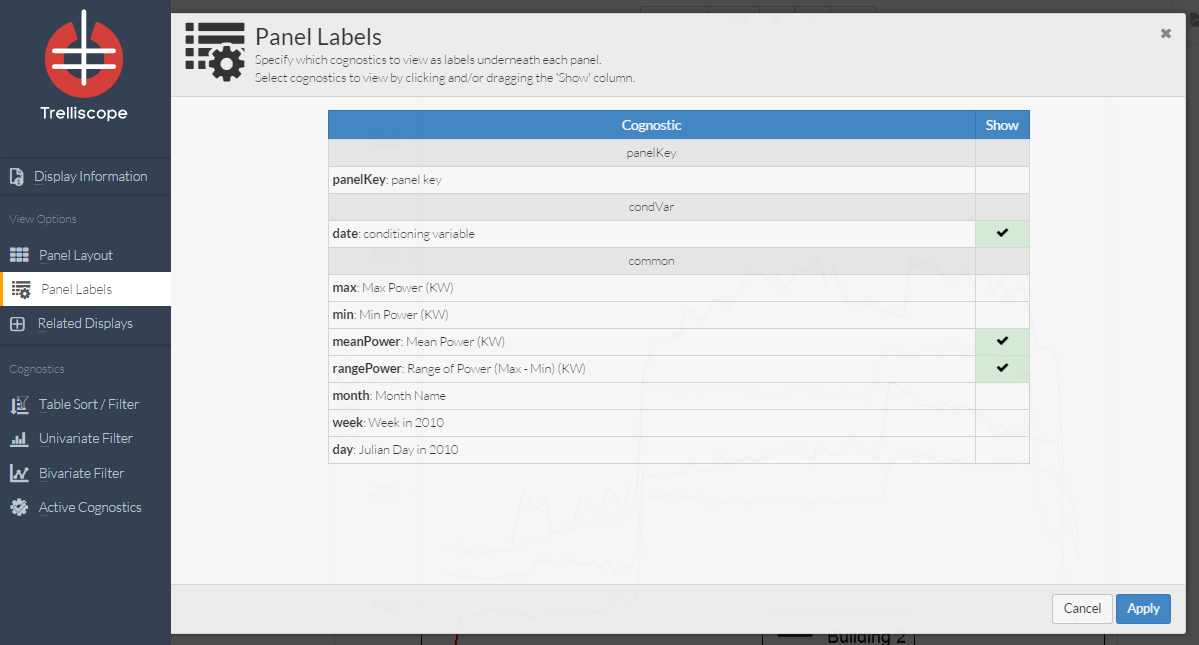 Trelliscope
Display Information
View Options
Panel Layout
Panel Labels
Related Displays
Cognostics
Table Sort / Filter
Univariate Filter
Bivariate Filter
Active Cognostics
Panel Labels
Specify which cognostics to view as labels underneath each panel.
Select cognostics to view by clicking and/or dragging the 'Show' column.
Cognostic Show
panelKey
panelKey: panel key
condVar
date: conditioning variable
common
max: Max Power (KW)
min: Min Power (KW)
meanPower: Mean Power (KW)
rangePower: Range of Power (Max - Min) (KW)
month: Month Name
week: Week in 2010
day: Julian Day in 2010
400
200
100
Cancel Apply
Building 2